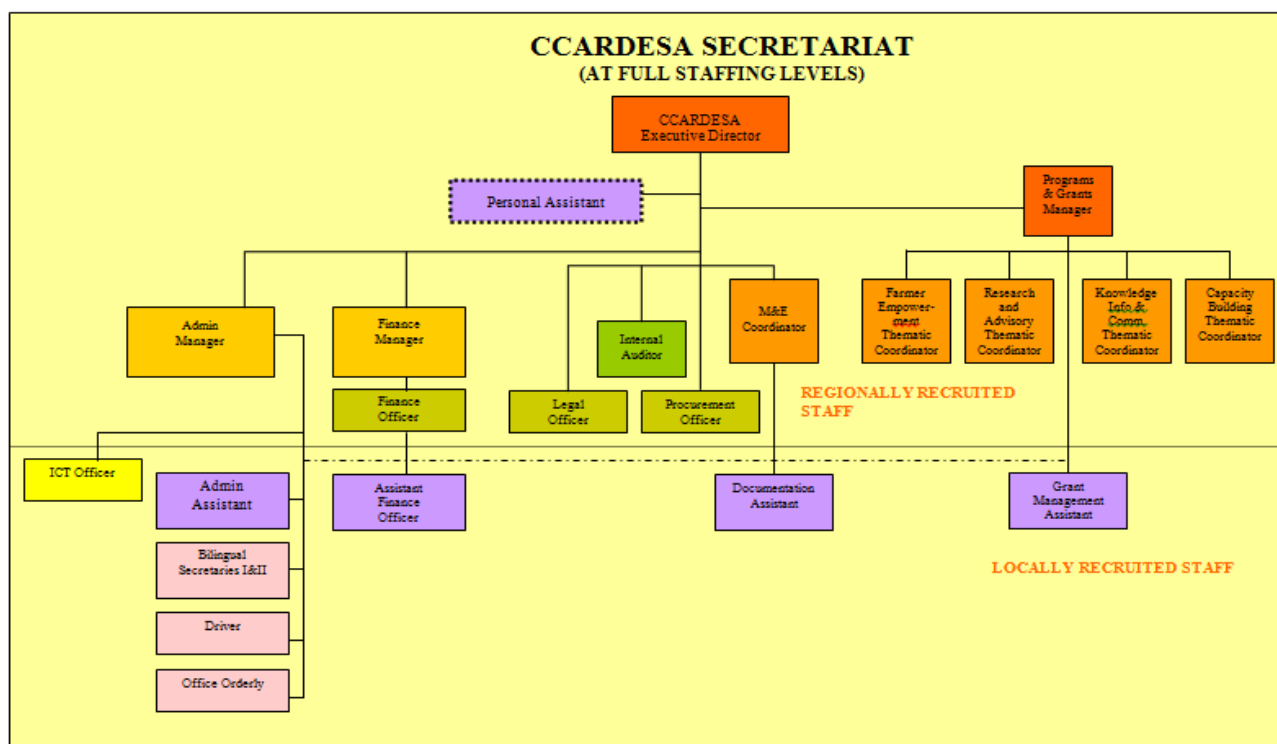 CCARDESA SECRETARIAT
(AT FULL STAFFING LEVELS)
CCARDESA
Executive Director
Personal Assistant
Programs
& Grants
Manager
Admin
Manager
Finance
Manager
Finance
Officer
Legal
Officer
Internal
Auditor
Procurement
Officer
M&E
Coordinator
Farmer
Empower-
ment
Thematic
Coordinator
Research
and
Advisory
Thematic
Coordinator
Knowledge
Info.&
Comm.
Thematic
Coordinator
Capacity
Building
Thematic
Coordinator
REGIONALLY RECRUITED
STAFF
ICT Officer
Admin
Assistant
Assistant
Finance
Officer
Documentation
Assistant
Grant
Management
Assistant
Bilingual
Secretaries I&II
Driver
Office Orderly
LOCALLY RECRUITED STAFF